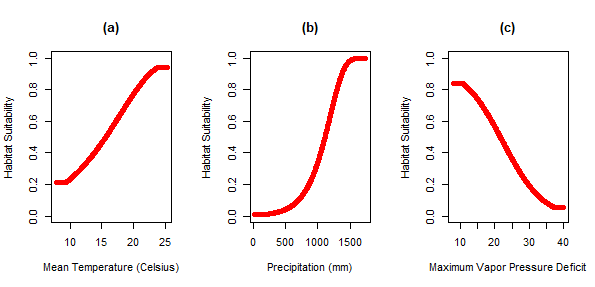 (a) (b) (c)
Habitat Suitability
0.0 0.2 0.4 0.6 0.8 1.0
10 15 20 25
Mean Temperature (Celsius)
Habitat Suitability
0.0 0.2 0.4 0.6 0.8 1.0
0 500 1000 1500
Precipitation (mm)
Habitat Suitability
0.0 0.2 0.4 0.6 0.8 1.0
10 20 30 40
Maximum Vapor Pressure Deficit